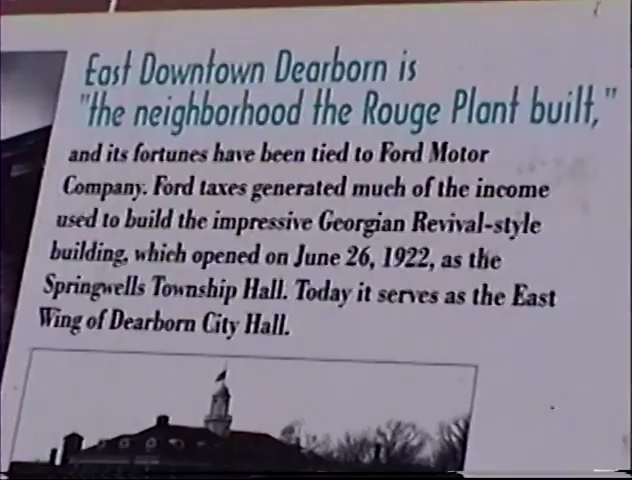 East Downtown Dearborn is
"the neighborhood the Rouge Plant built,"
and its fortunes have been tied to Ford Motor
Company. Ford taxes generated much of the income
used to build the impressive Georgian Revival-style
building, which opened on June 26, 1922, as the
Springwells Township Hall. Today it serves as the East
Wing of Dearborn City Hall.